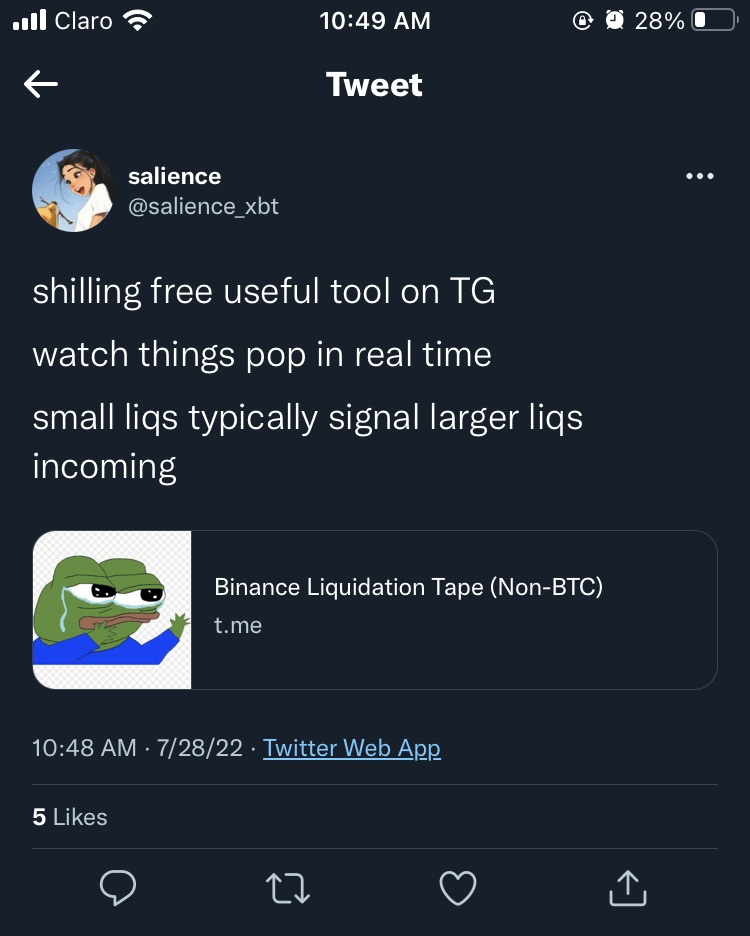 Claro 10:49 AM 28%
Tweet
salience
@salience_xbt
shilling free useful tool on TG
watch things pop in real time
small liqs typically signal larger liqs
incoming
Binance Liquidation Tape (Non-BTC)
t.me
10:48 AM · 7/28/22 · Twitter Web App
5 Likes